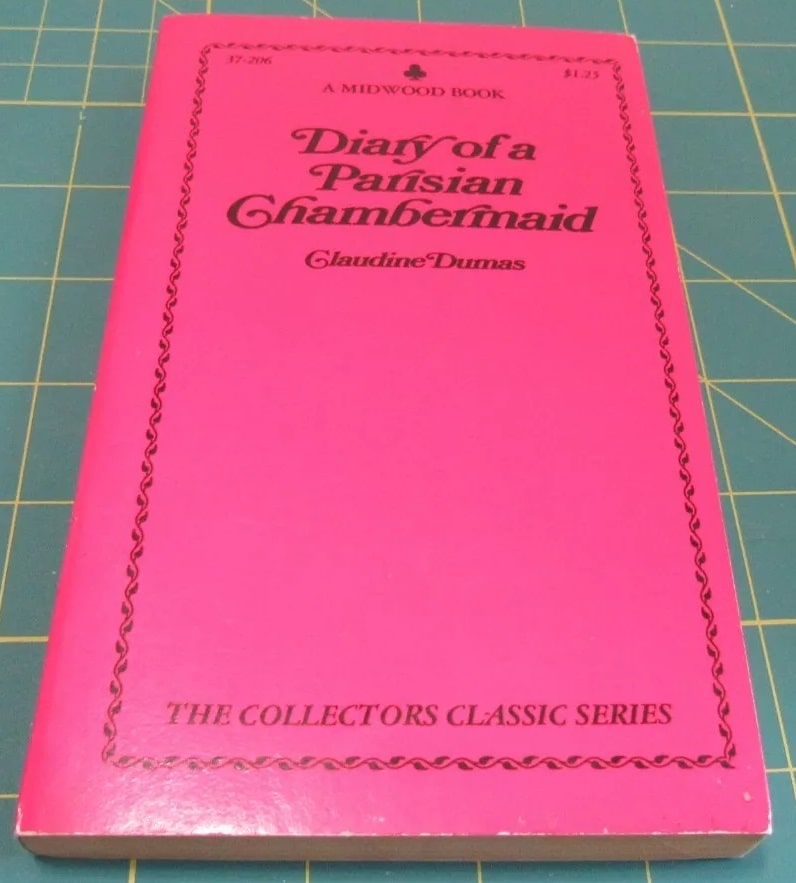 37-206
$1.25
A MIDWOOD BOOK
Diary of a
Parisian
Chambermaid
Claudine Dumas
THE COLLECTORS CLASSIC SERIES